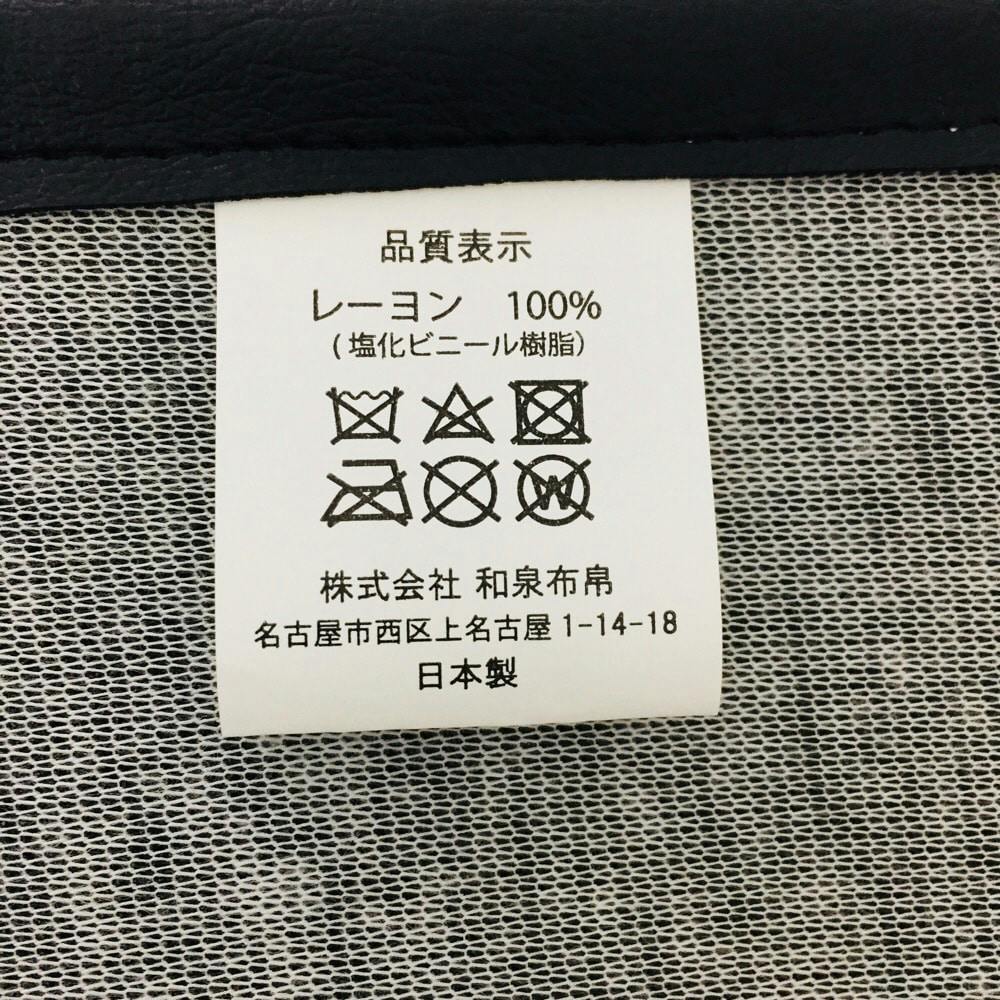 品質表示
レーヨン 100%
(塩化ビニール樹脂)
W
株式会社 和泉布帛
名古屋市西区上名古屋1-14-18
日本製